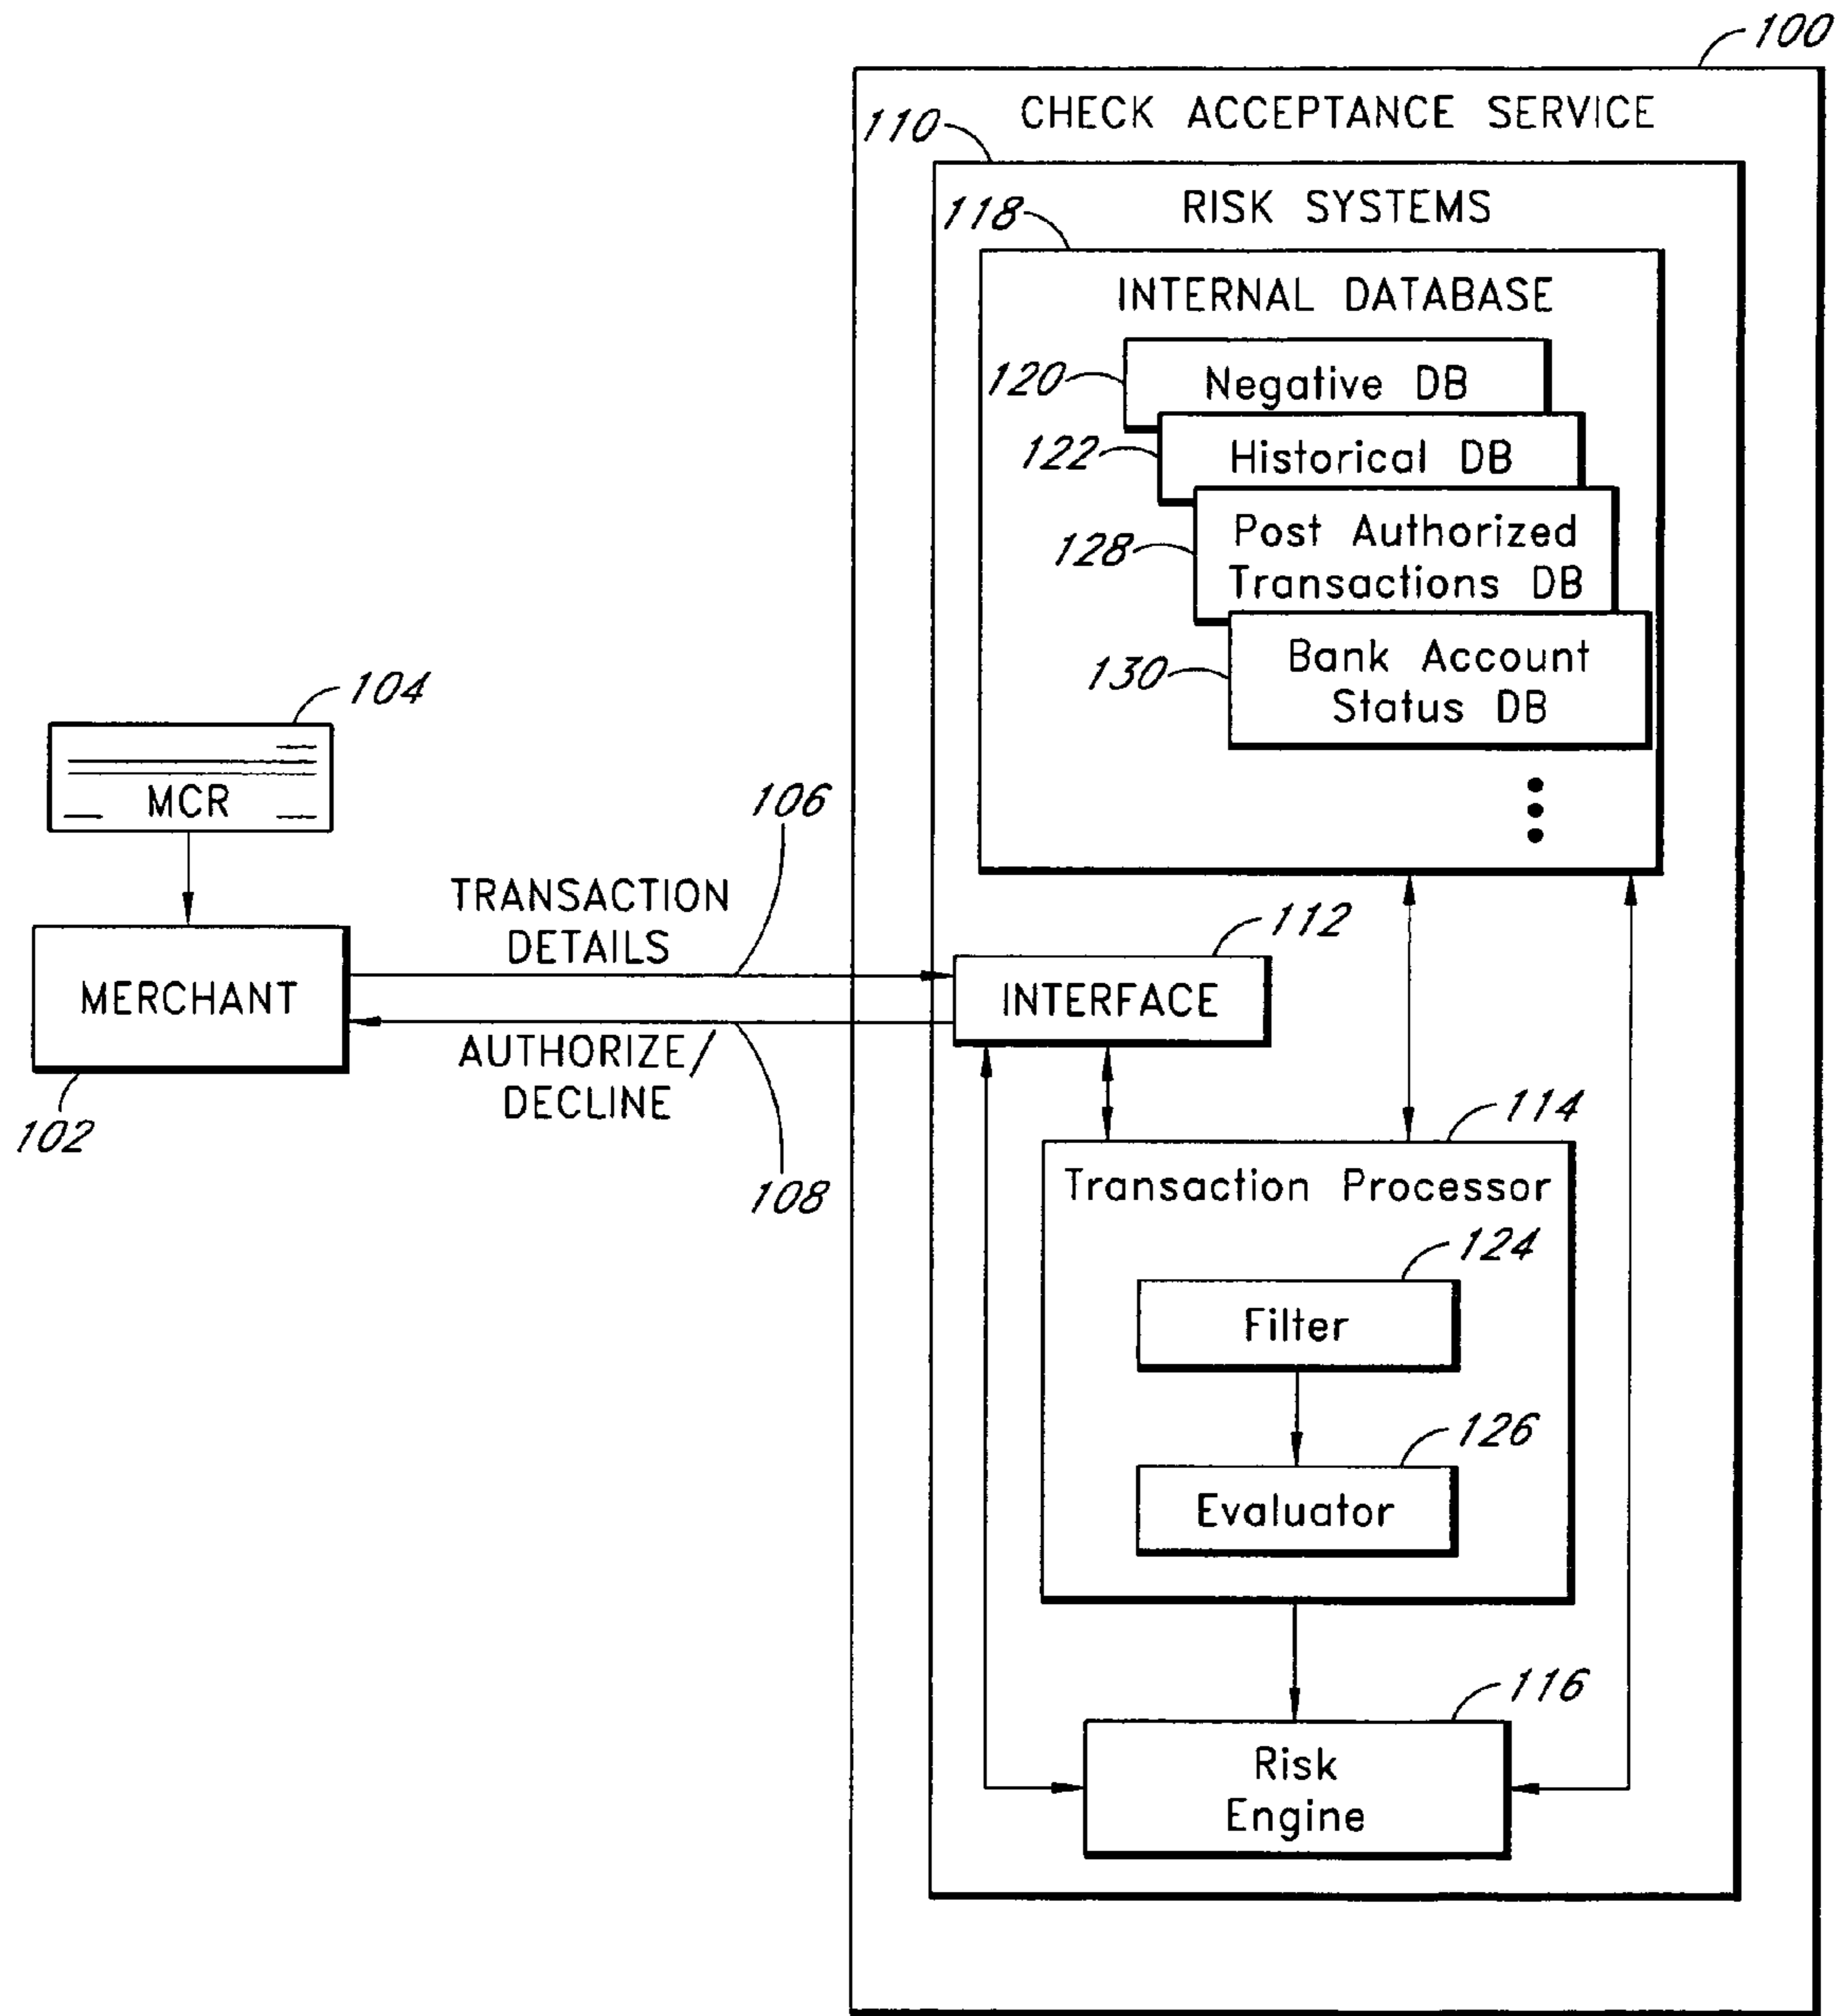 100
CHECK ACCEPTANCE SERVICE
110
RISK SYSTEMS
118
INTERNAL DATABASE
120
Negative DB
122
Historical DB
128
Post Authorized
Transactions DB
130
Bank Account
Status DB
104
MCR
106
TRANSACTION
DETAILS
112
MERCHANT
INTERFACE
AUTHORIZE/
DECLINE
102
108
114
Transaction Processor
124
Filter
126
Evaluator
116
Risk
Engine